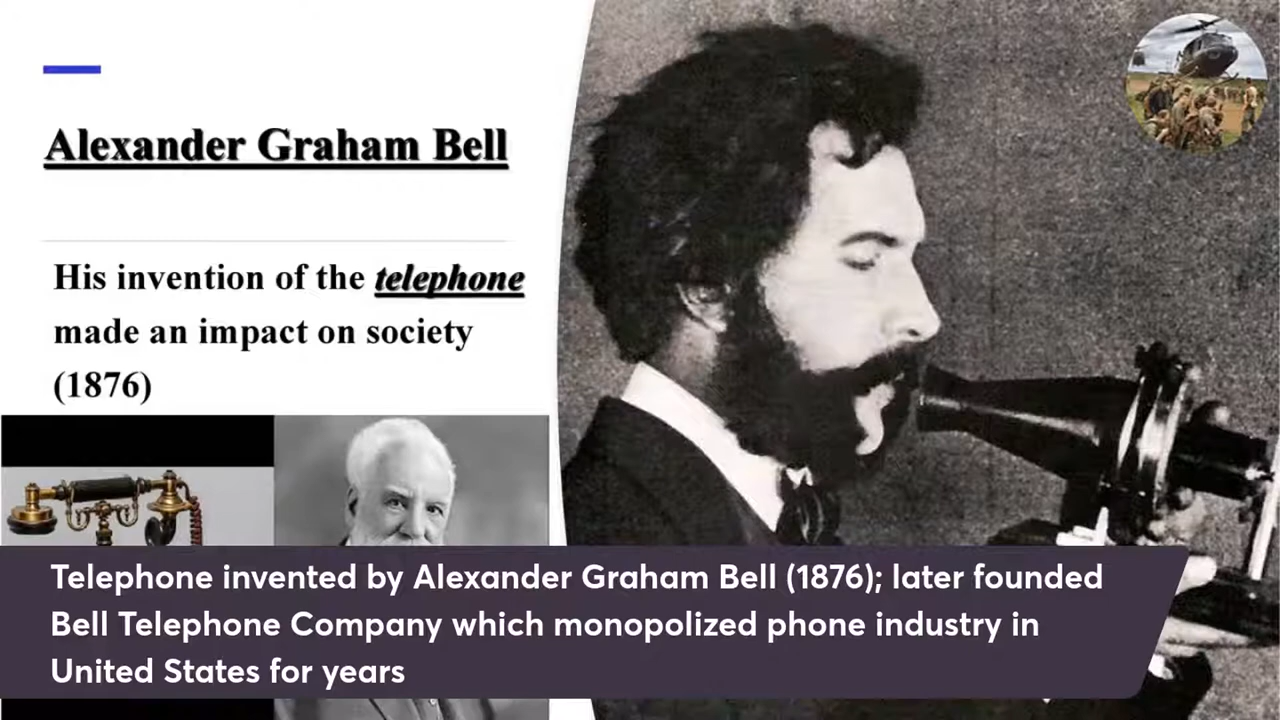 Alexander Graham Bell
His invention of the telephone
made an impact on society
(1876)
Telephone invented by Alexander Graham Bell (1876); later founded
Bell Telephone Company which monopolized phone industry in
United States for years